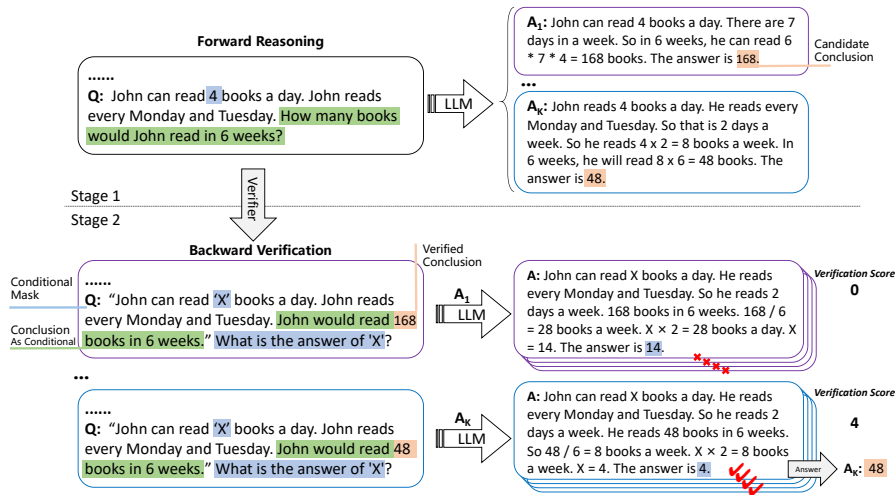 Forward Reasoning
......
Q: John can read 4 books a day. John reads
every Monday and Tuesday. How many books
would John read in 6 weeks?
LLM
A1: John can read 4 books a day. There are 7
days in a week. So in 6 weeks, he can read 6
* 7 * 4 = 168 books. The answer is 168.
Candidate
Conclusion
...
AK: John reads 4 books a day. He reads every
Monday and Tuesday. So that is 2 days a
week. So he reads 4 x 2 = 8 books a week. In
6 weeks, he will read 8 x 6 = 48 books. The
answer is 48.
Stage 1
Stage 2
Verifier
Backward Verification
Verified
Conclusion
Conditional
Mask
Conclusion
As Conditional
......
Q: "John can read 'X' books a day. John reads
every Monday and Tuesday. John would read 168
books in 6 weeks." What is the answer of 'X'?
A1
LLM
A: John can read X books a day. He reads
every Monday and Tuesday. So he reads 2
days a week. 168 books in 6 weeks. 168 / 6
= 28 books a week. X × 2 = 28 books a day. X
= 14. The answer is 14.
Verification Score
0
...
......
Q: "John can read 'X' books a day. John reads
every Monday and Tuesday. John would read 48
books in 6 weeks." What is the answer of 'X'?
AK
LLM
A: John can read X books a day. He reads
every Monday and Tuesday. So he reads 2
days a week. He reads 48 books in 6 weeks.
So 48 / 6 = 8 books a week. X × 2 = 8 books
a week. X = 4. The answer is 4.
Verification Score
4
Answer
AK: 48